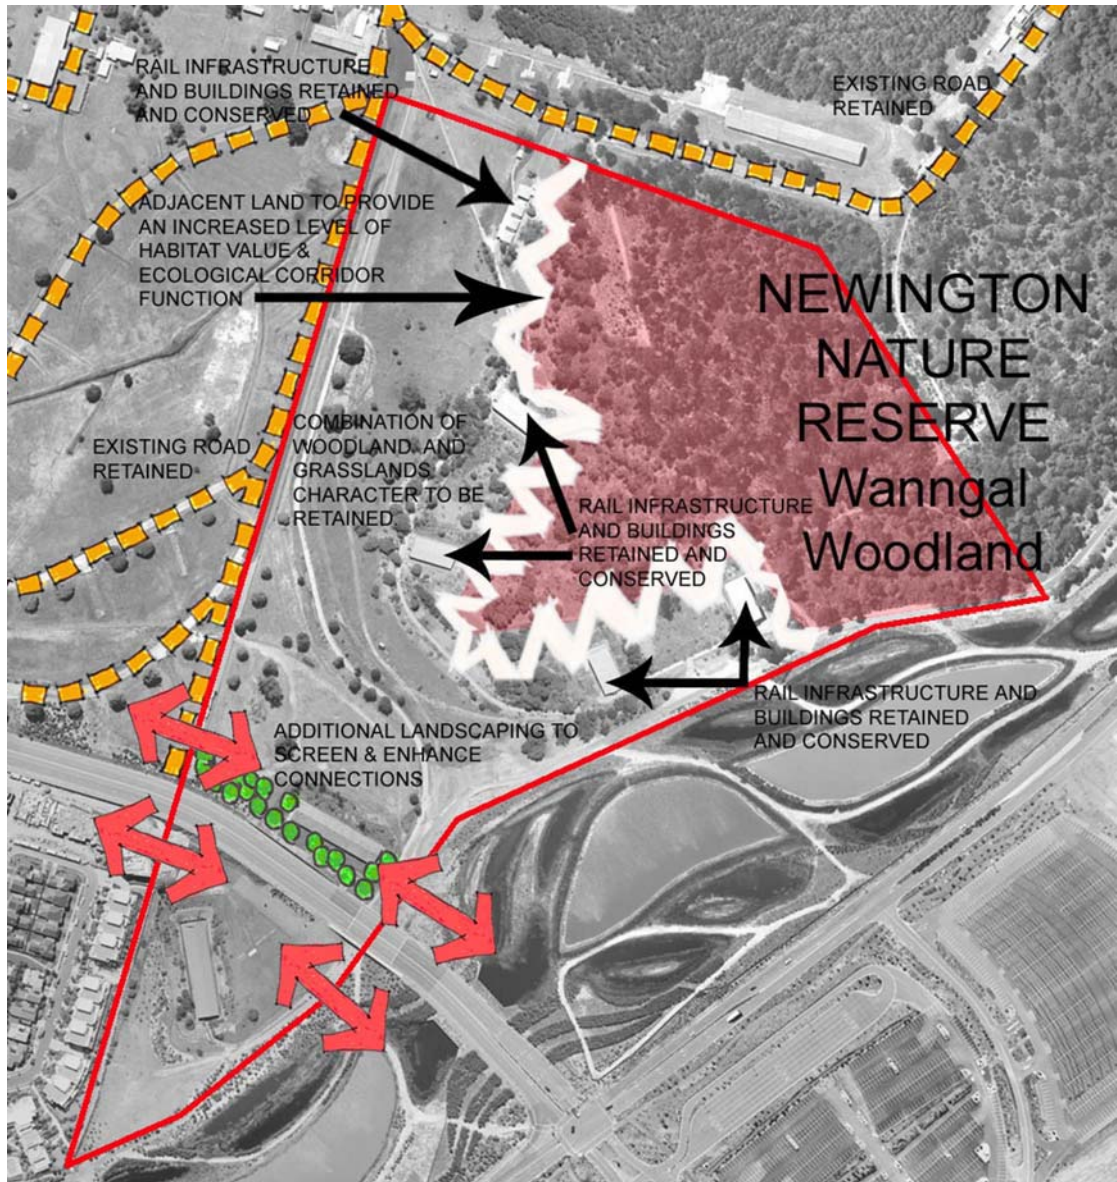 RAIL INFRASTRUCTURE
AND BUILDINGS RETAINED
AND CONSERVED
EXISTING ROAD
RETAINED
ADJACENT LAND TO PROVIDE
AN INCREASED LEVEL OF
HABITAT VALUE &
ECOLOGICAL CORRIDOR
FUNCTION
NEWINGTON
NATURE
RESERVE
Wanngal
Woodland
EXISTING ROAD
RETAINED
COMBINATION OF
WOODLAND AND
GRASSLANDS
CHARACTER TO BE
RETAINED
RAIL INFRASTRUCTURE
AND BUILDINGS
RETAINED AND
CONSERVED
RAIL INFRASTRUCTURE AND
BUILDINGS RETAINED
AND CONSERVED
ADDITIONAL LANDSCAPING TO
SCREEN & ENHANCE
CONNECTIONS